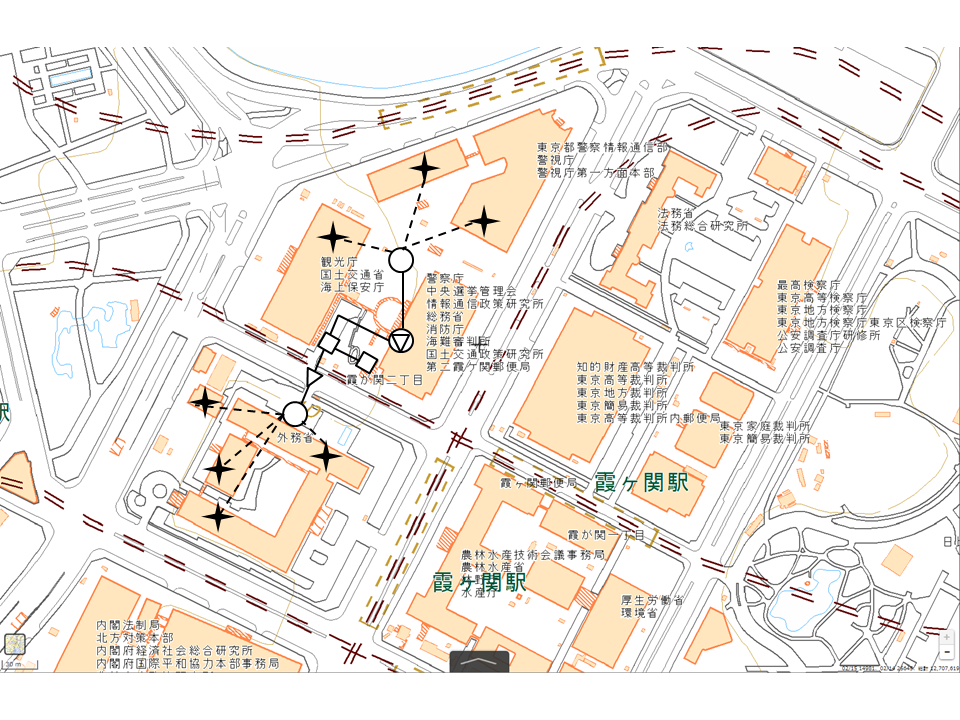 東京都警察情報通信部
警視庁
警視庁第一方面本部
法務省
法務総合研究所
観光庁
国土交通省
海上保安庁
警察庁
中央選挙管理会
情報通信政策研究所
総務省
消防庁
海難審判所
国土交通政策研究所
第二霞ケ関郵便局
最高検察庁
東京高等検察庁
東京地方検察庁
東京地方検察庁東京区検察庁
公安調査庁研修所
公安調査庁
霞が関二丁目
知的財産高等裁判所
東京高等裁判所
東京地方裁判所
東京簡易裁判所
東京高等裁判所内郵便局
東京家庭裁判所
東京簡易裁判所
駅
外務省
霞ヶ関郵便局
霞ヶ関駅
霞が関一丁目
農林水産技術会議事務局
農林水産省
霞ヶ関駅
水産庁
厚生労働省
環境省
内閣法制局
北方対策本部
内閣府経済社会総合研究所
内閣府国際平和協力本部事務局